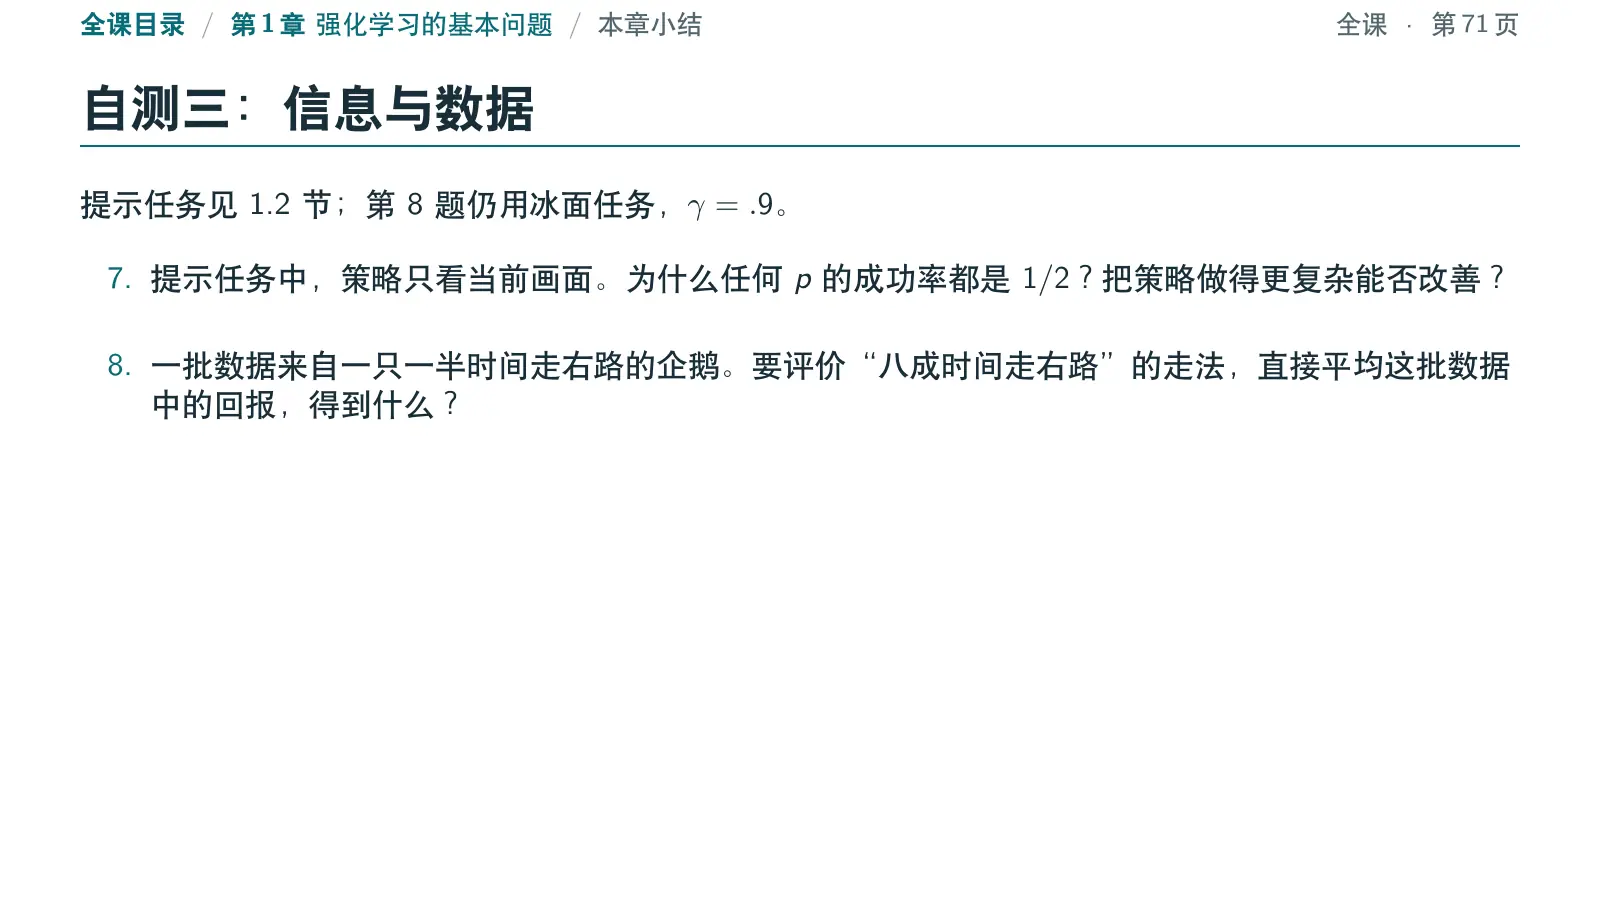 全课目录 / 第1章 强化学习的基本问题 / 本章小结
全课 · 第71页
自测三：信息与数据
提示任务见 1.2 节；第 8 题仍用冰面任务，γ = .9。
7. 提示任务中，策略只看当前画面。为什么任何 p 的成功率都是 1/2？把策略做得更复杂能否改善？
8. 一批数据来自一只一半时间走右路的企鹅。要评价“八成时间走右路”的走法，直接平均这批数据
中的回报，得到什么？